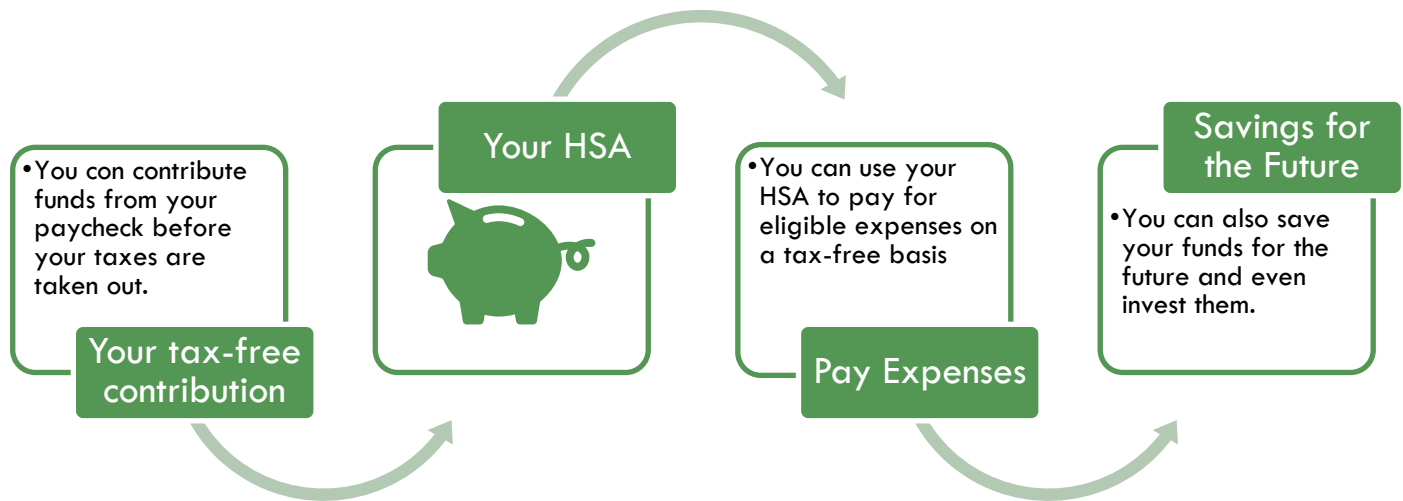 •You con contribute
funds from your
paycheck before
your taxes are
taken out.
Your tax-free
contribution
Your HSA
•You can use your
HSA to pay for
eligible expenses on
a tax-free basis
Pay Expenses
Savings for
the Future
•You can also save
your funds for the
future and even
invest them.